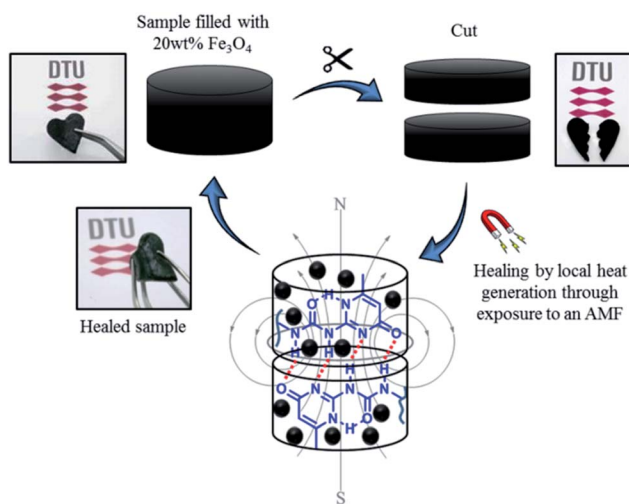 Sample filled with
20wt% Fe₃O₄
Cut
DTU
DTU
N
Healing by local heat
generation through
exposure to an AMF
DTU
Healed sample
H
O
N
N
O
N
N
N
H
H
H
H
O
N
N
N
N
O
N
H
S